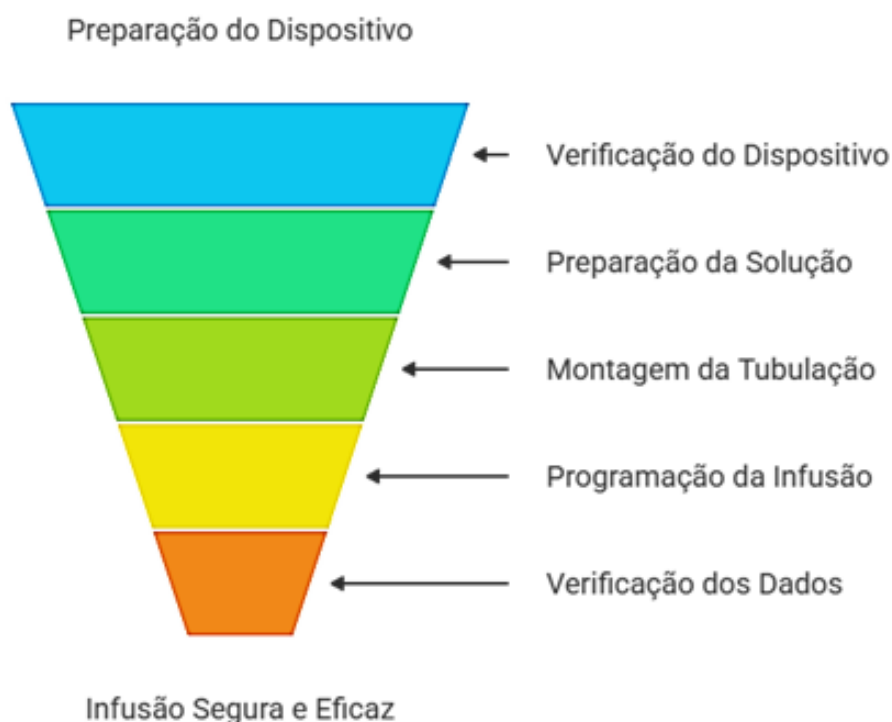 Preparação do Dispositivo
Verificação do Dispositivo
Preparação da Solução
Montagem da Tubulação
Programação da Infusão
Verificação dos Dados
Infusão Segura e Eficaz